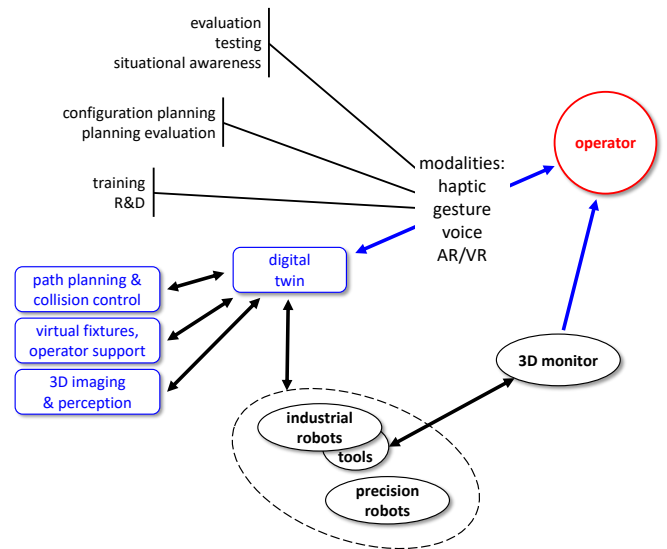 evaluation
testing
situational awareness
configuration planning
planning evaluation
training
R&D
modalities:
haptic
gesture
voice
AR/VR
operator
digital
twin
path planning &
collision control
virtual fixtures,
operator support
3D imaging
& perception
3D monitor
industrial
robots
tools
precision
robots